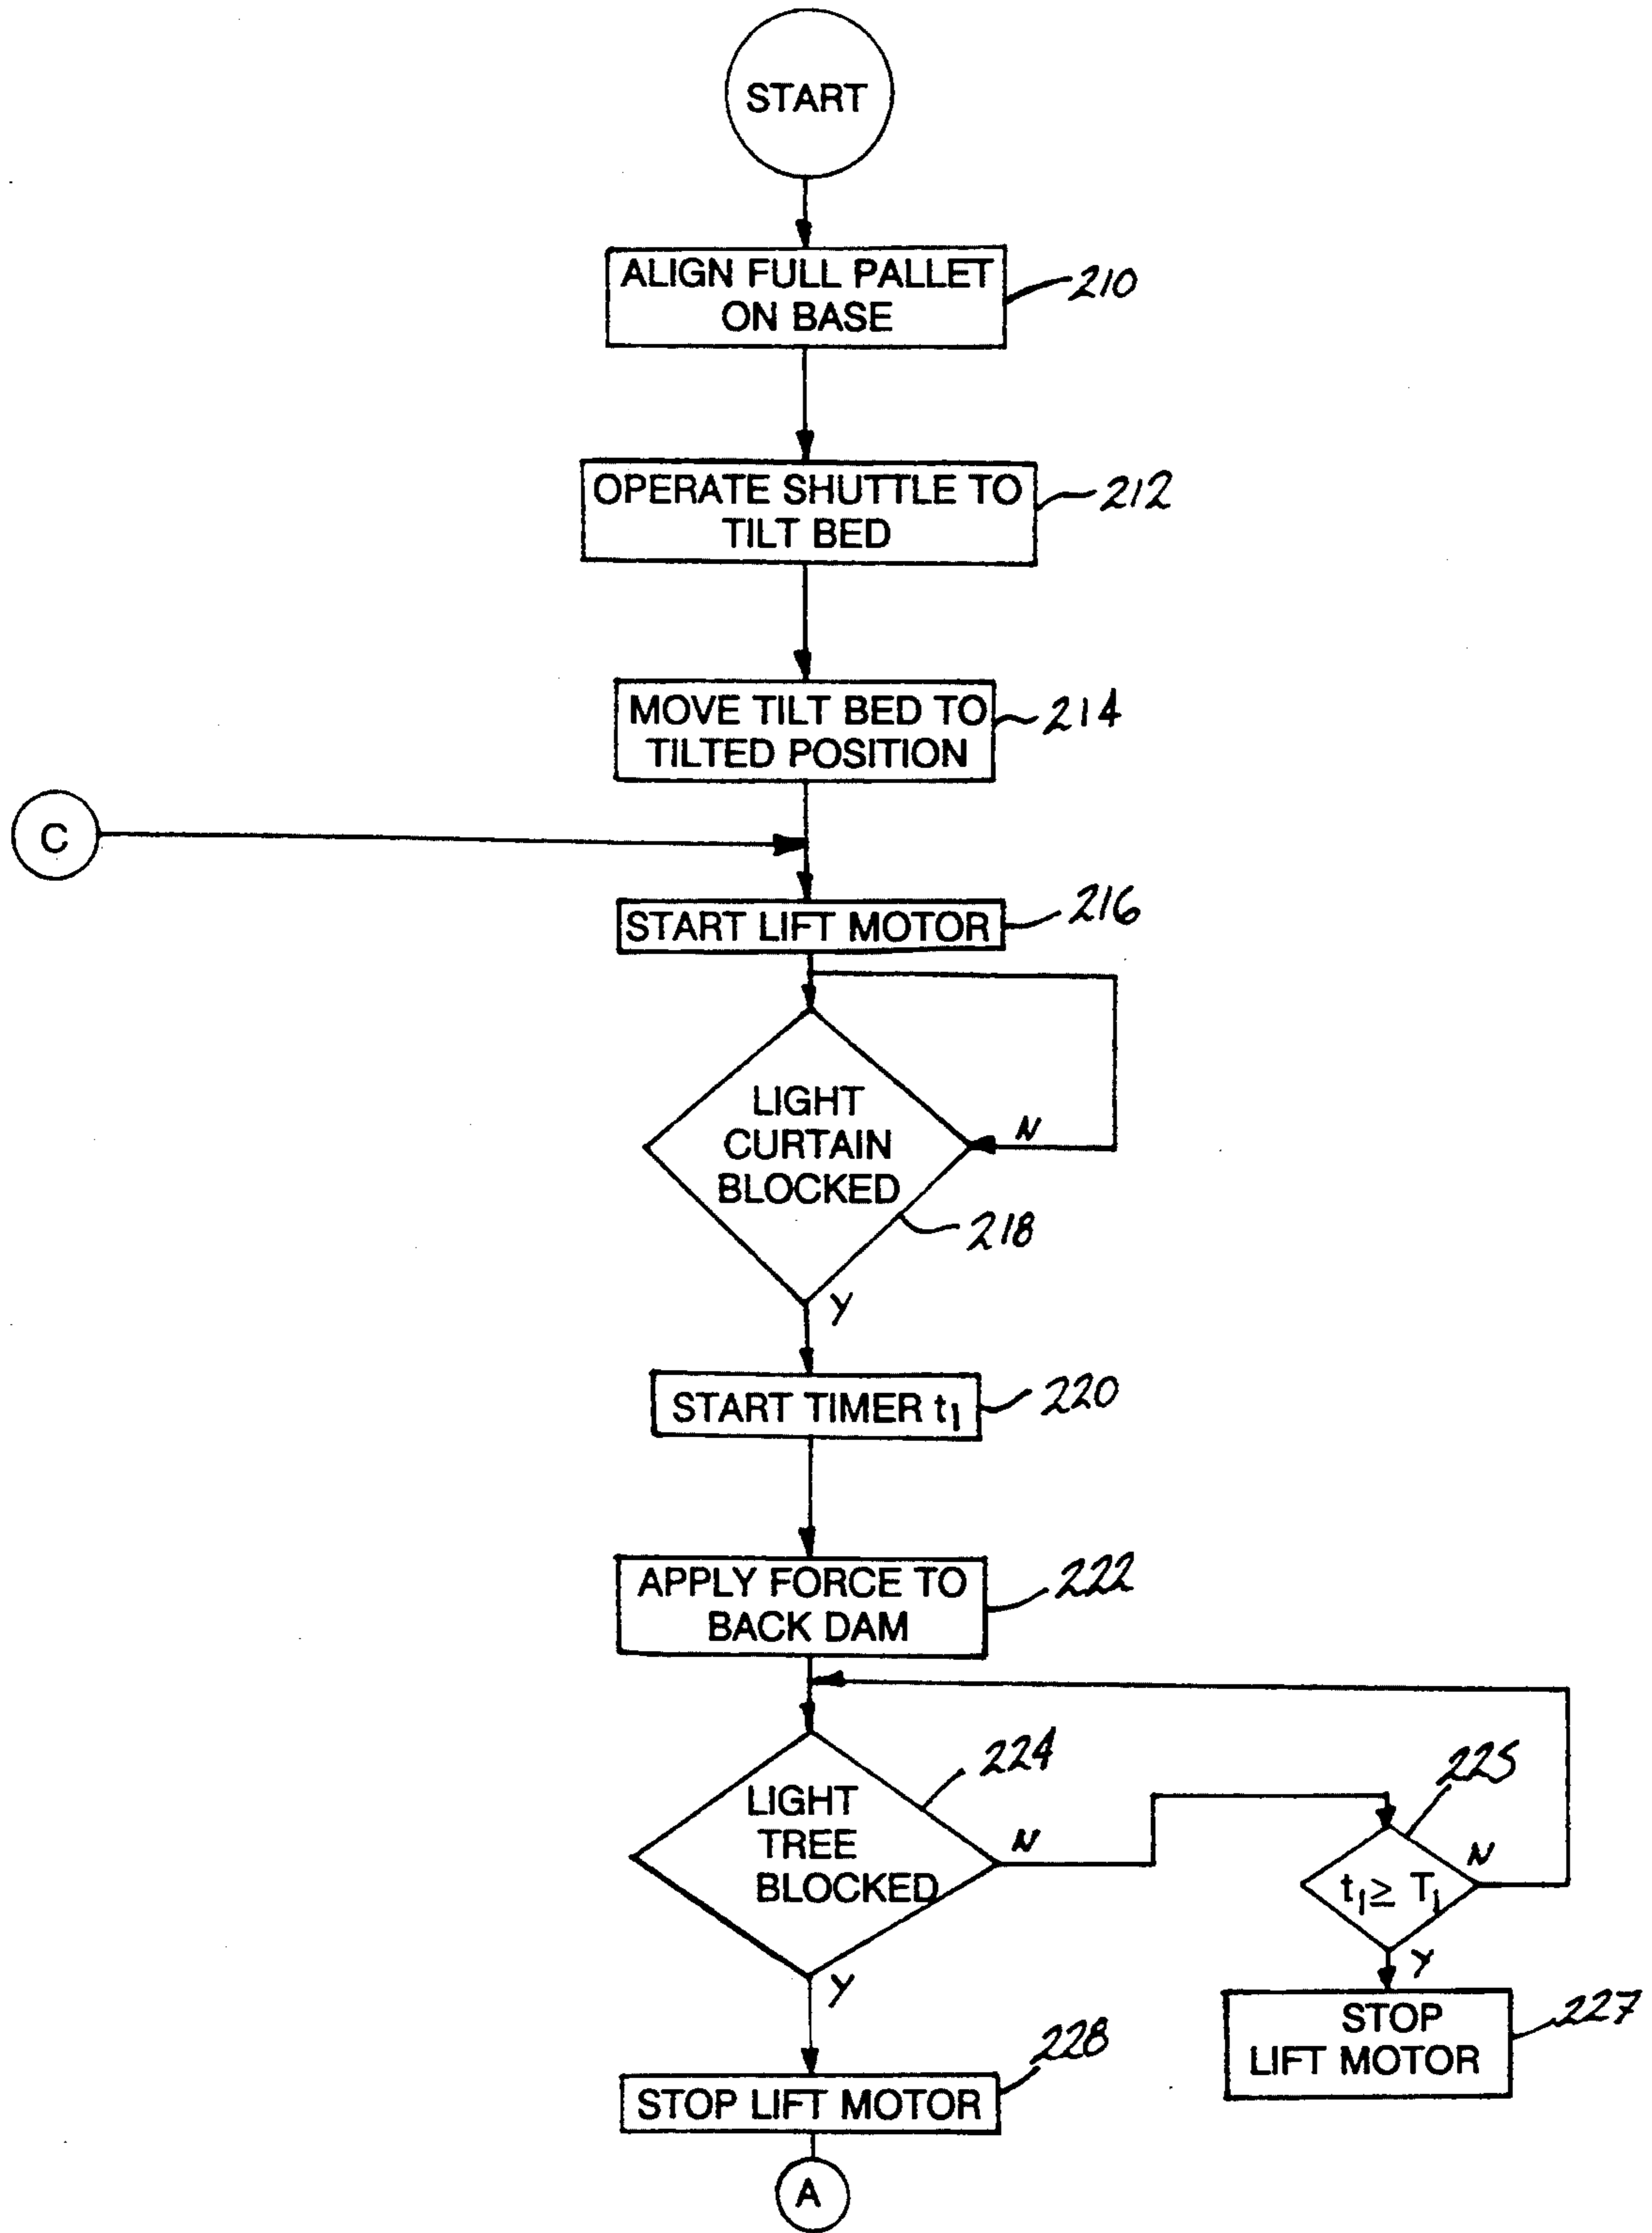 START
ALIGN FULL PALLET
ON BASE
210
OPERATE SHUTTLE TO
TILT BED
212
MOVE TILT BED TO
TILTED POSITION
214
C
START LIFT MOTOR
216
LIGHT
CURTAIN
BLOCKED
N
218
Y
START TIMER t1
220
APPLY FORCE TO
BACK DAM
222
LIGHT
TREE
BLOCKED
224
N
225
t1 ≥ T1
N
Y
Y
STOP
LIFT MOTOR
227
STOP LIFT MOTOR
228
A